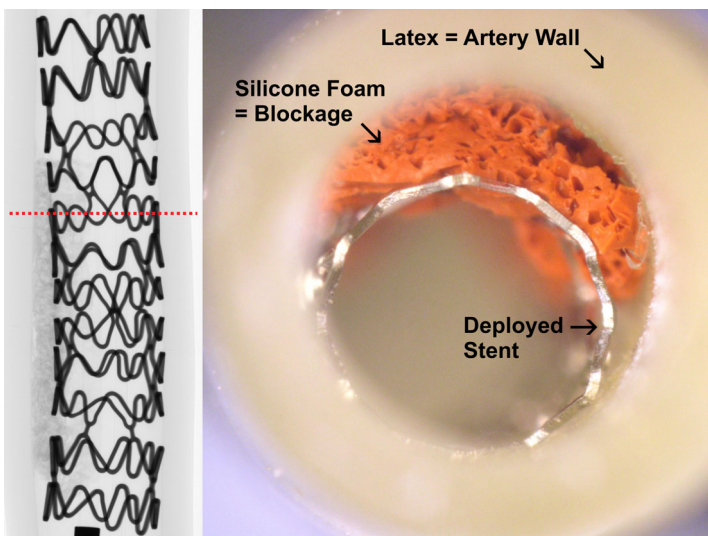 Latex = Artery Wall
Silicone Foam
= Blockage
Deployed
Stent